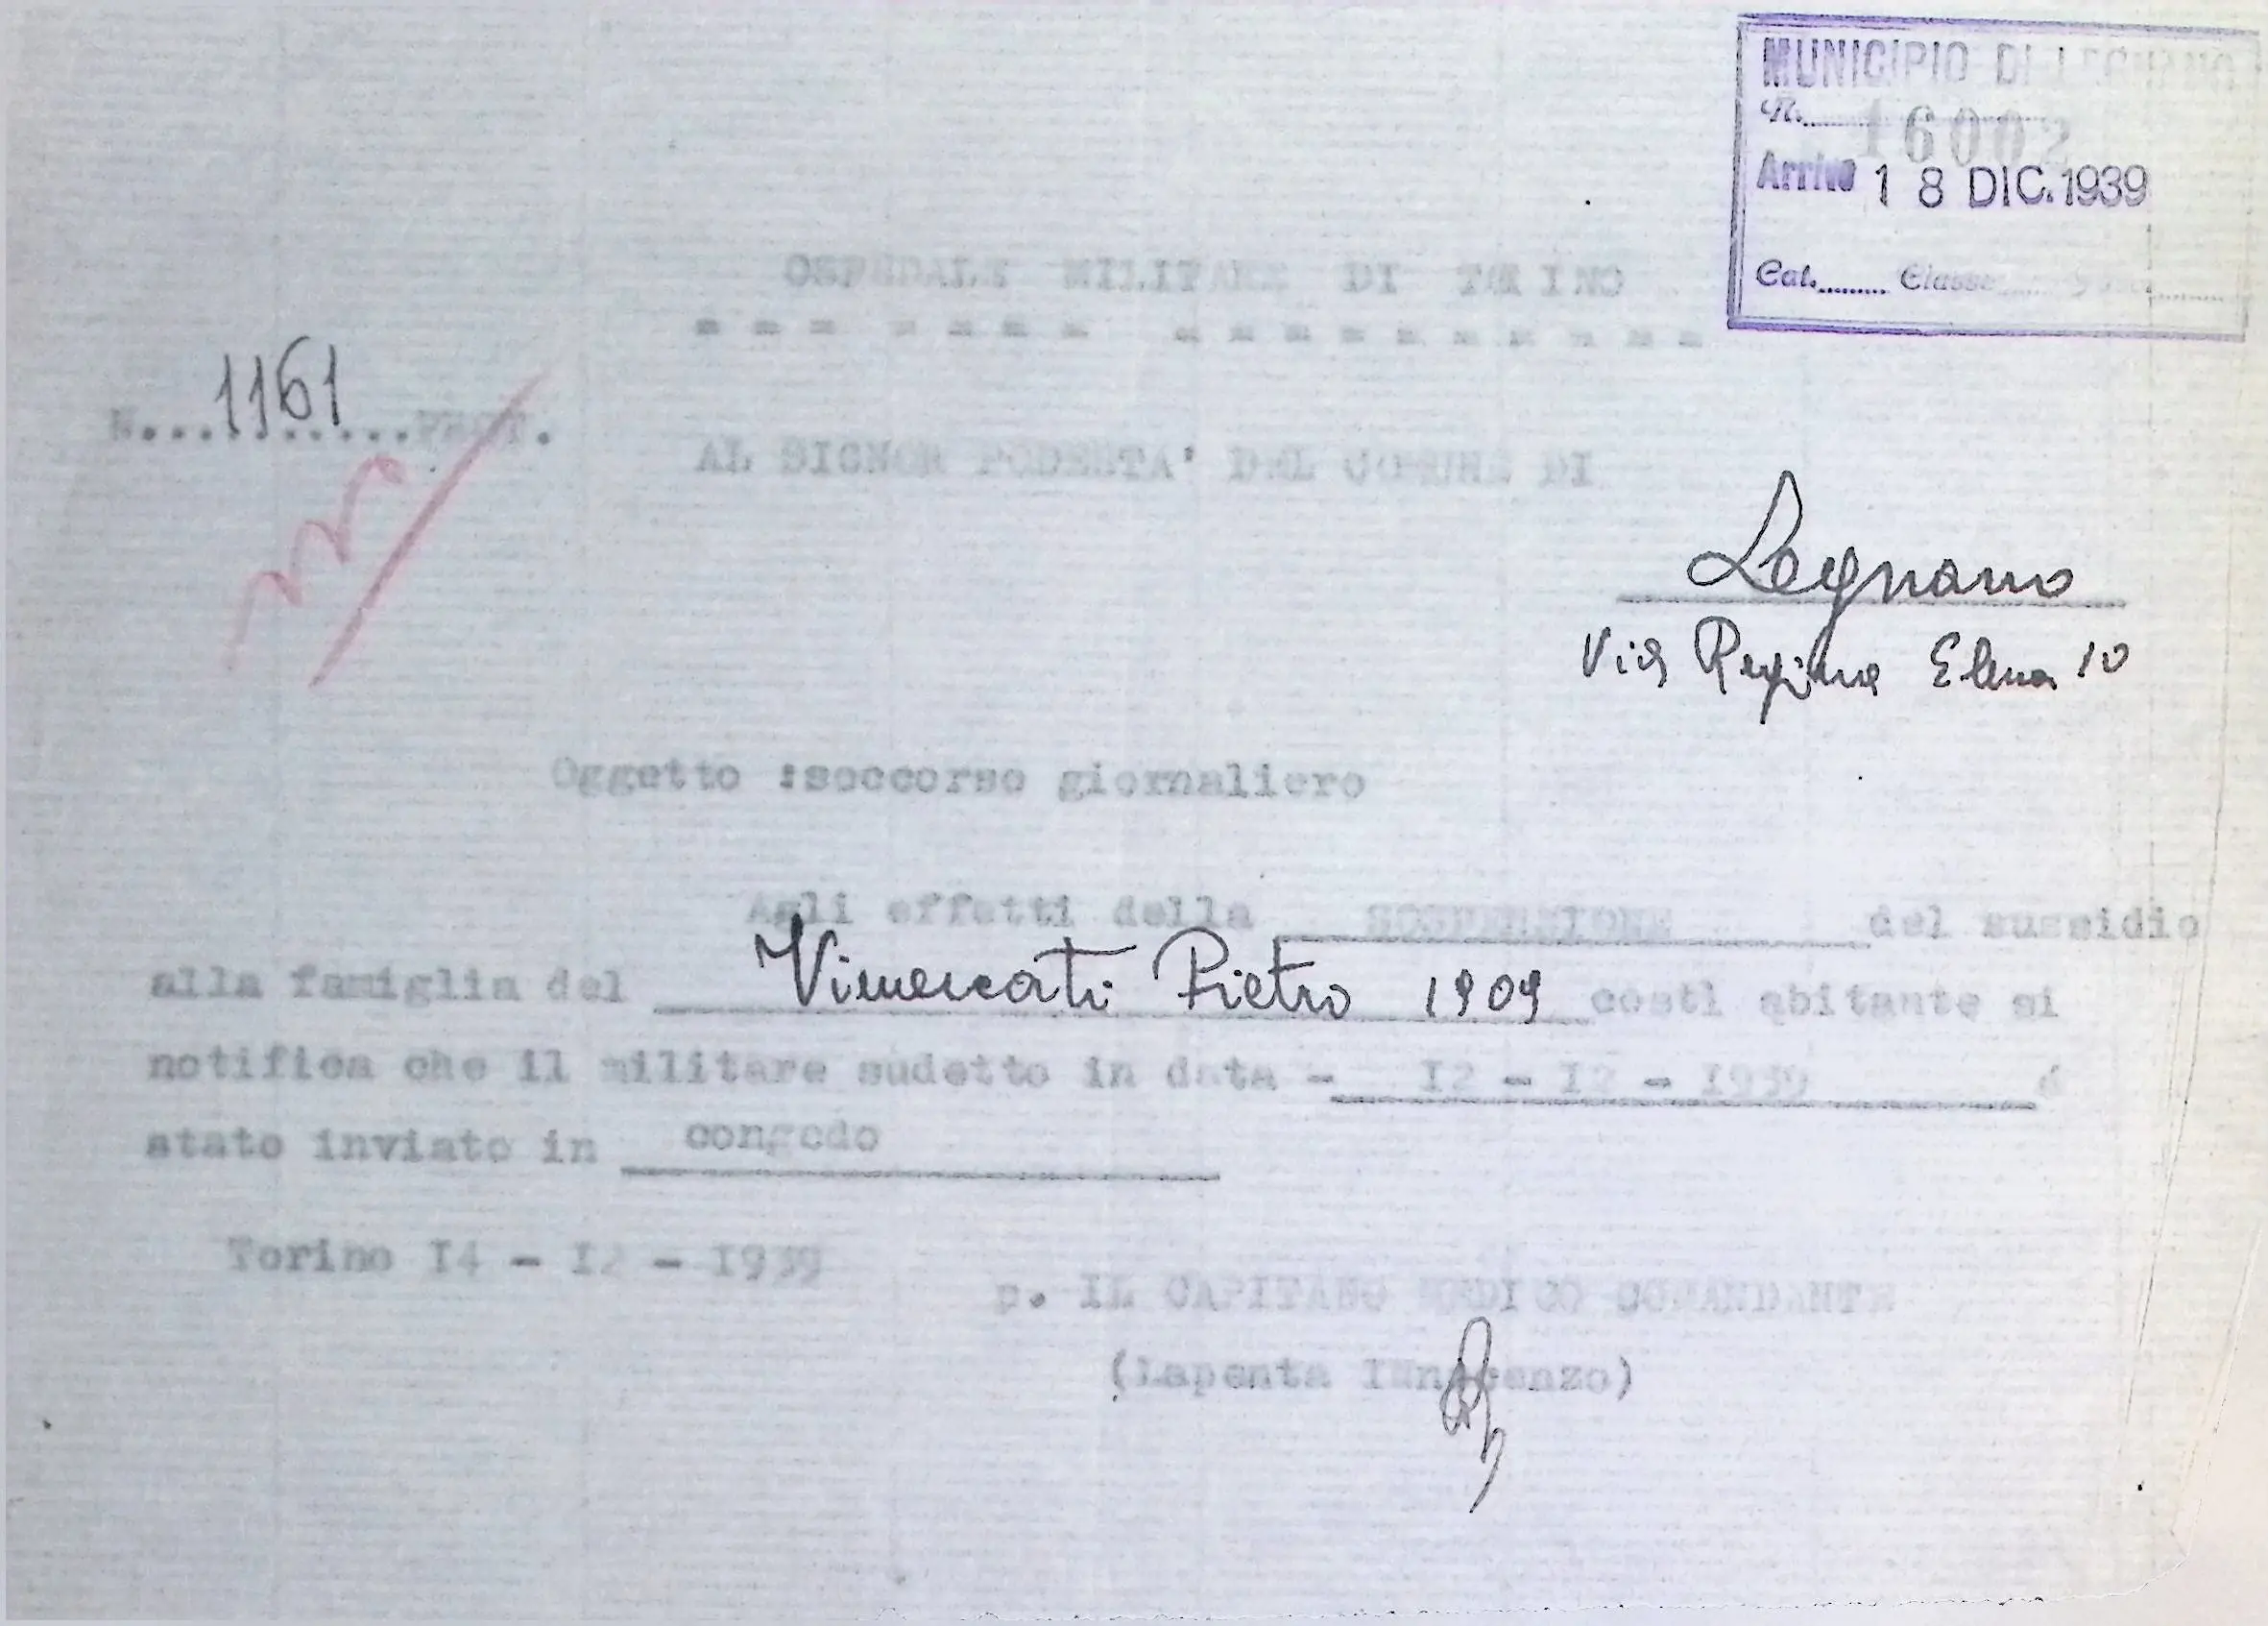 MUNICIPIO DI LEGNANO
N. 16002
Arrivo 18 DIC. 1939
Cat. Classe
OSPEDALE MILITARE DI TORINO
N...........PROT.
1161
AL SIGNOR PODESTA' DEL COMUNE DI
Legnano
Via Regina Elena 10
Oggetto :soccorso giornaliero
Agli effetti della SOSPENSIONE del sussidio
alla famiglia del Vimercati Pietro 1909 costi abitante si
notifica che il militare sudetto in data - I2 - I2 - I939 é
stato inviato in congedo
Torino I4 - I2 - I939
p. IL CAPITANO MEDICO COMANDANTE
(Lapenta INnocenzo)